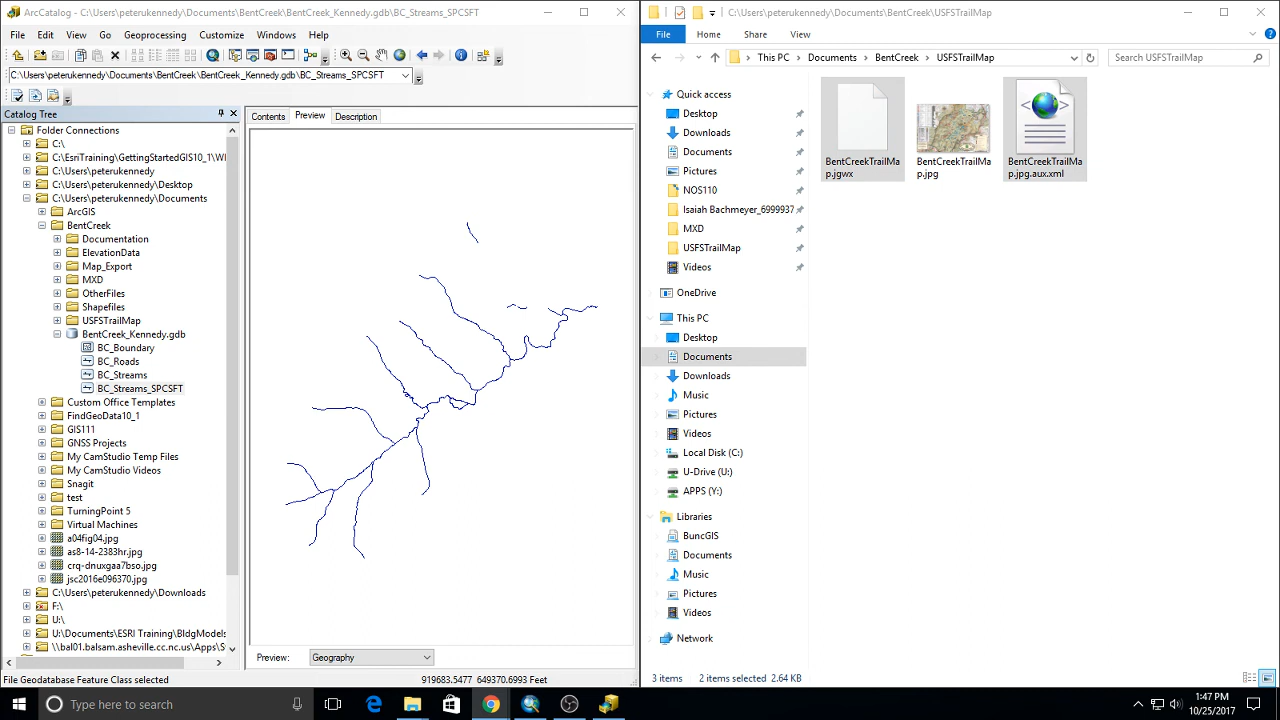 ArcCatalog - C:\Users\peterukennedy\Documents\BentCreek\BentCreek_Kennedy.gdb\BC_Streams_SPCSFT
File Edit View Go Geoprocessing Customize Windows Help
C:\Users\peterukennedy\Documents\BentCreek\BentCreek_Kennedy.gdb\BC_Streams_SPCSFT
Catalog Tree
Folder Connections
C:\
C:\EsriTraining\GettingStartedGIS10_1\WI
C:\Users\peterukennedy
C:\Users\peterukennedy\Desktop
C:\Users\peterukennedy\Documents
ArcGIS
BentCreek
Documentation
ElevationData
Map_Export
MXD
OtherFiles
Shapefiles
USFSTrailMap
BentCreek_Kennedy.gdb
BC_Boundary
BC_Roads
BC_Streams
BC_Streams_SPCSFT
Custom Office Templates
FindGeoData10_1
GIS111
GNSS Projects
My CamStudio Temp Files
My CamStudio Videos
Snagit
test
TurningPoint 5
Virtual Machines
a04fig04.jpg
as8-14-2383hr.jpg
crq-dnuxgaa7bso.jpg
jsc2016e096370.jpg
C:\Users\peterukennedy\Downloads
F:\
U:\
U:\Documents\ESRI Training\BldgModels
\\bal01.balsam.asheville.cc.nc.us\Apps\S
Contents Preview Description
Preview: Geography
File Geodatabase Feature Class selected
919683.5477 649370.6993 Feet
C:\Users\peterukennedy\Documents\BentCreek\USFSTrailMap
File Home Share View
This PC Documents BentCreek USFSTrailMap
Search USFSTrailMap
Quick access
Desktop
Downloads
Documents
Pictures
NOS110
Isaiah Bachmeyer_6999937
MXD
USFSTrailMap
Videos
OneDrive
This PC
Desktop
Documents
Downloads
Music
Pictures
Videos
Local Disk (C:)
U-Drive (U:)
APPS (Y:)
Libraries
BuncGIS
Documents
Music
Pictures
Videos
Network
BentCreekTrailMa
p.jgwx
BentCreekTrailMa
p.jpg
BentCreekTrailMa
p.jpg.aux.xml
3 items 2 items selected 2.64 KB
Type here to search
1:47 PM
10/25/2017